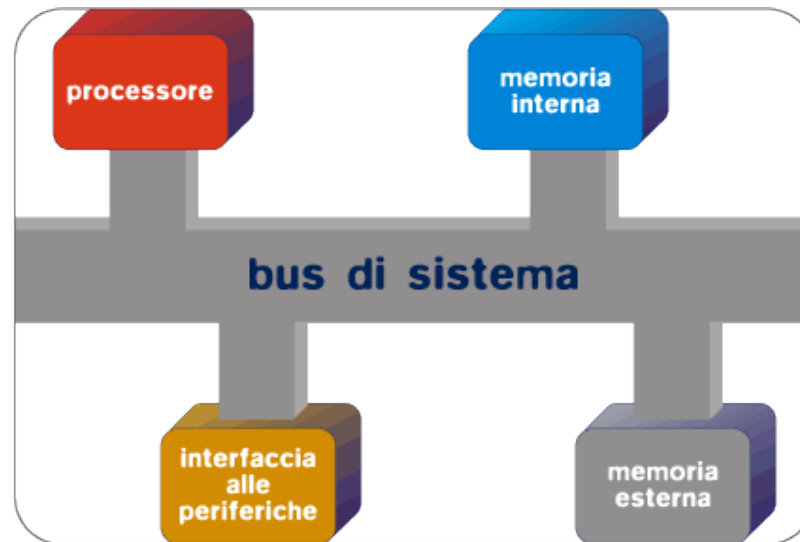 processore
memoria
interna
bus di sistema
interfaccia
alle
periferiche
memoria
esterna